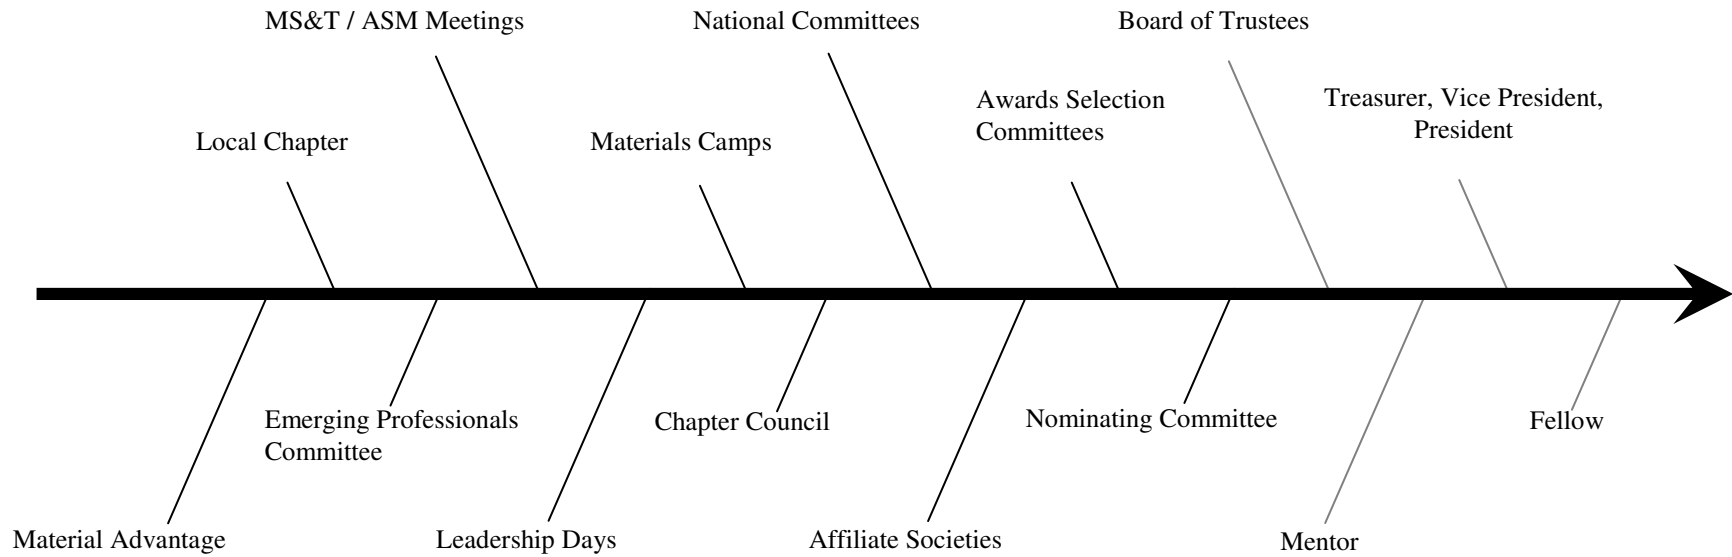 MS&T / ASM Meetings
National Committees
Board of Trustees
Awards Selection
Committees
Treasurer, Vice President,
President
Local Chapter
Materials Camps
Emerging Professionals
Committee
Chapter Council
Nominating Committee
Fellow
Material Advantage
Leadership Days
Affiliate Societies
Mentor